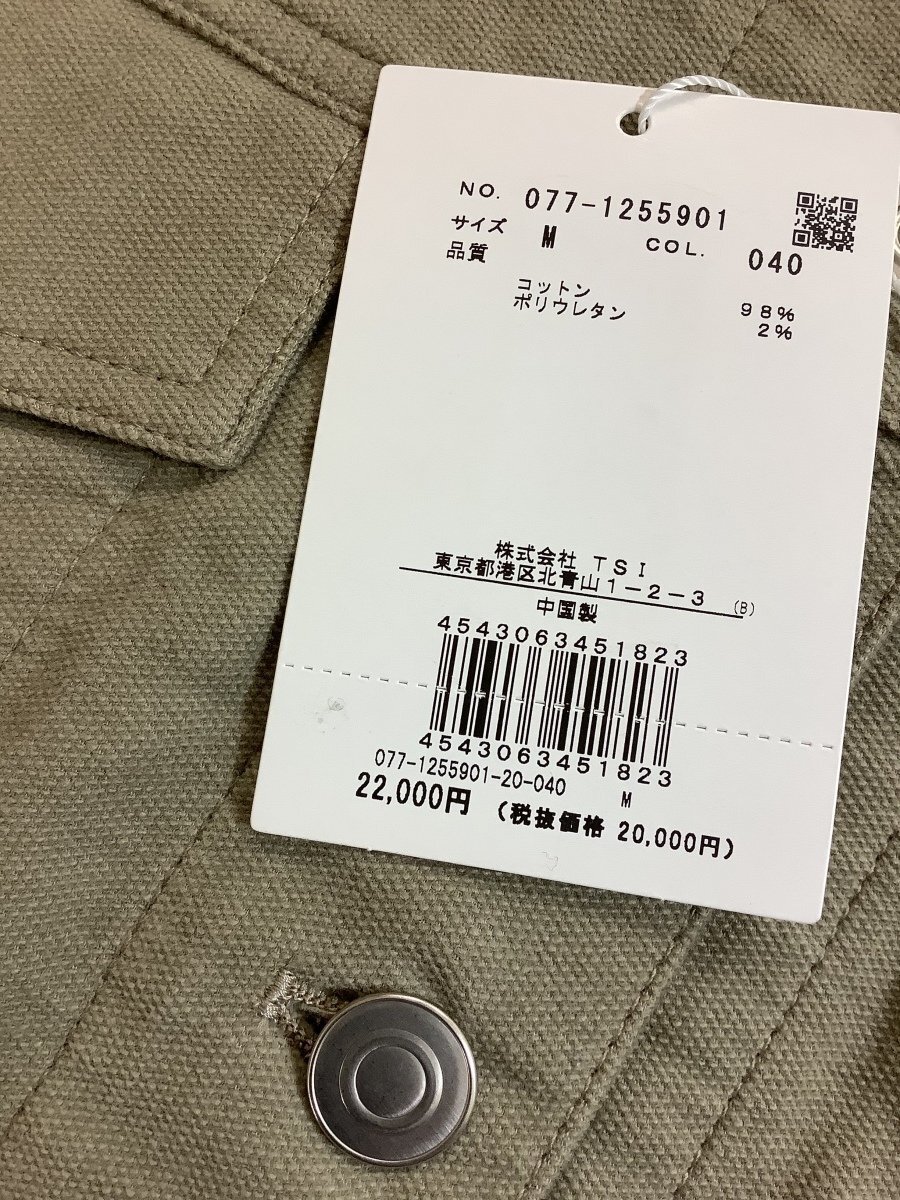 NO. 077-1255901
サイズ M COL. 040
品質
コットン 98%
ポリウレタン 2%
株式会社 TSI
東京都港区北青山1-2-3 (B)
中国製
4543063451823
4543063451823
077-1255901-20-040 M
22,000円 (税抜価格 20,000円)